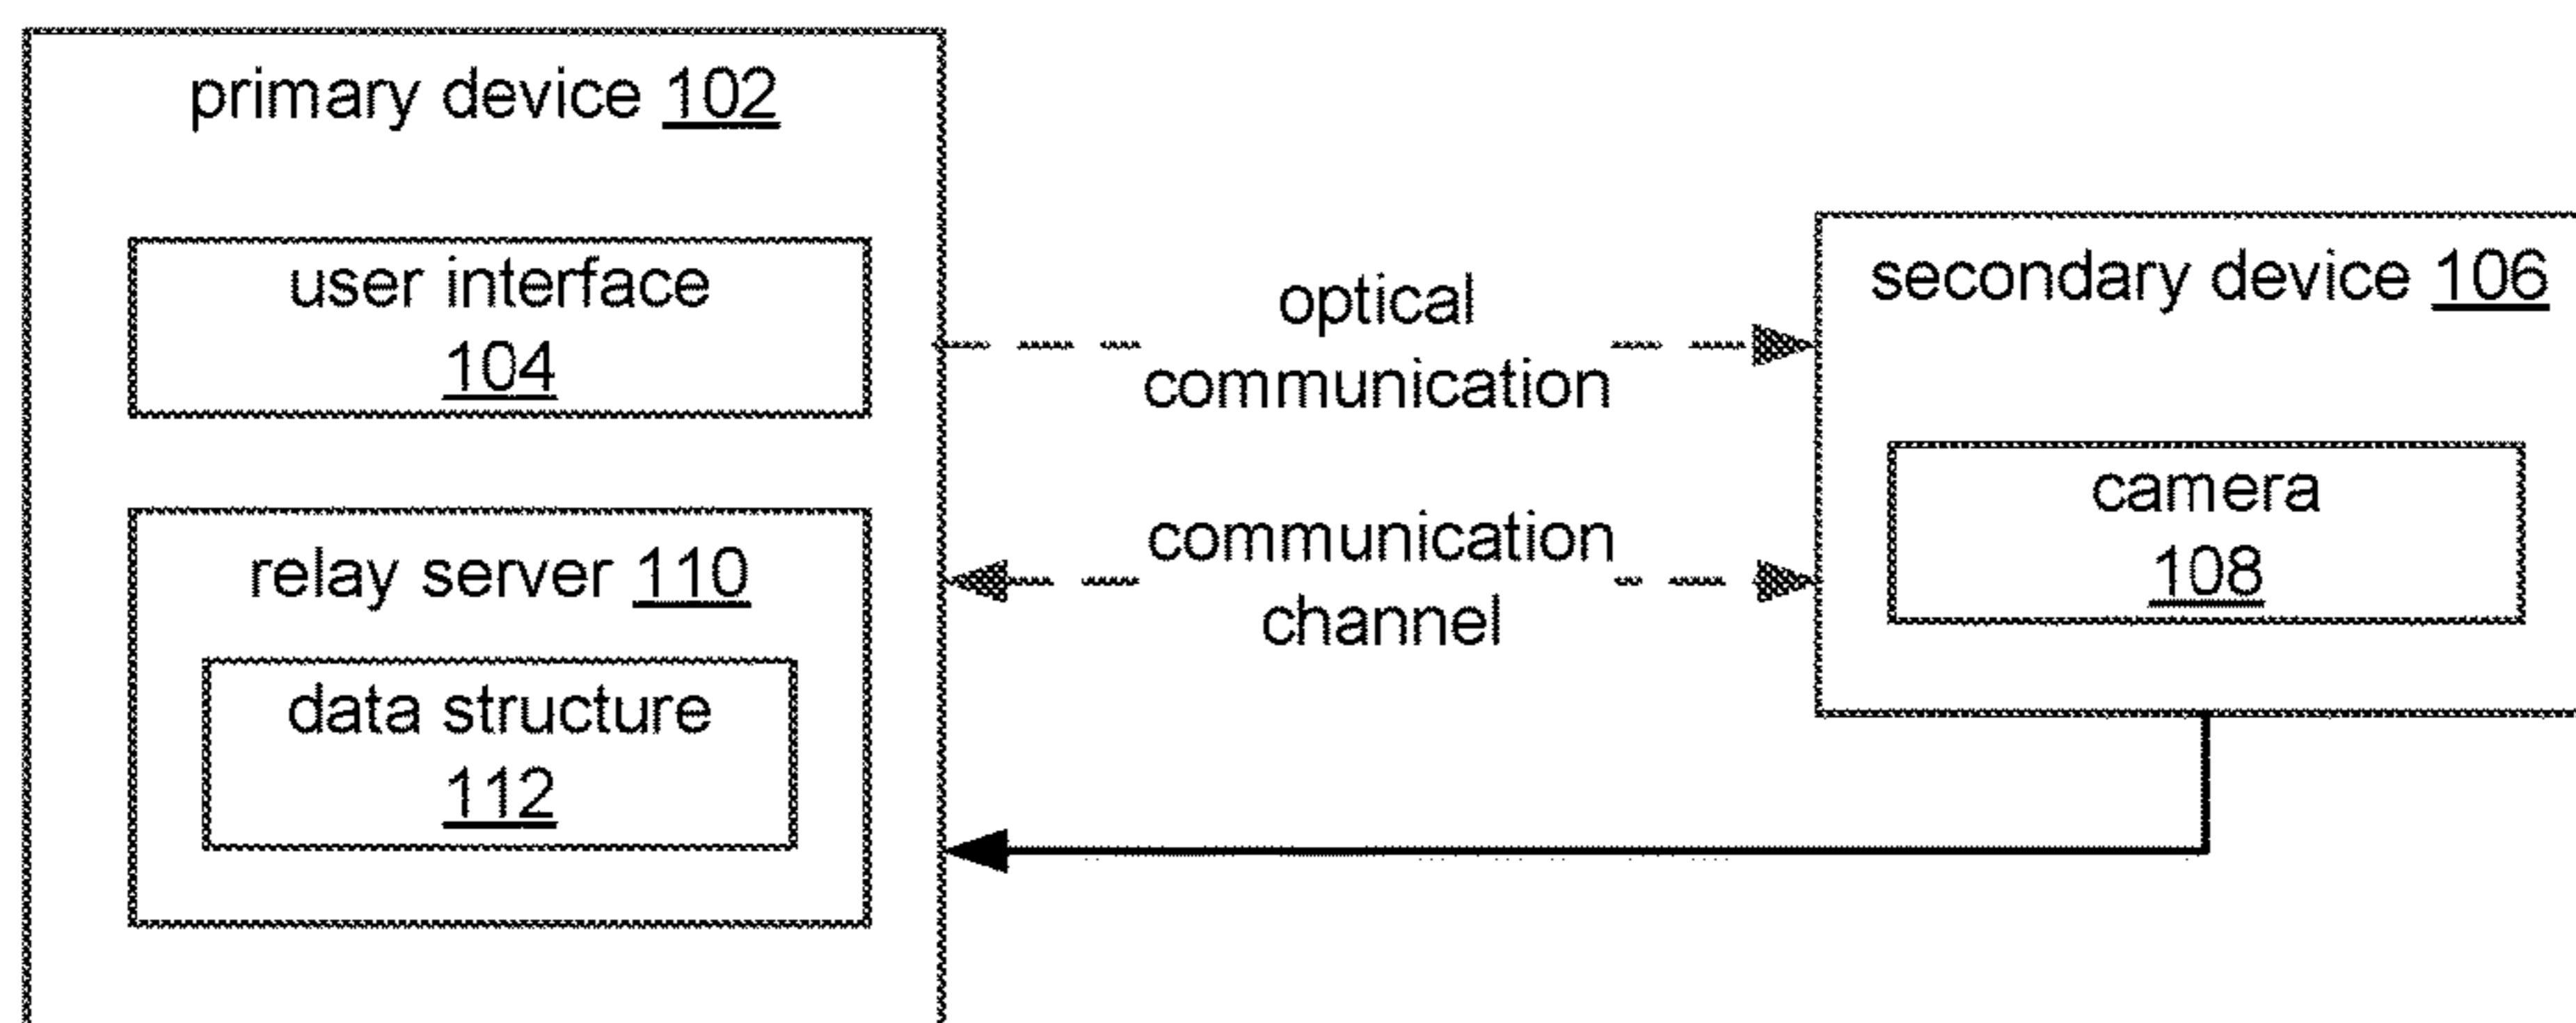 primary device 102
user interface
104
relay server 110
data structure
112
optical
communication
communication
channel
secondary device 106
camera
108